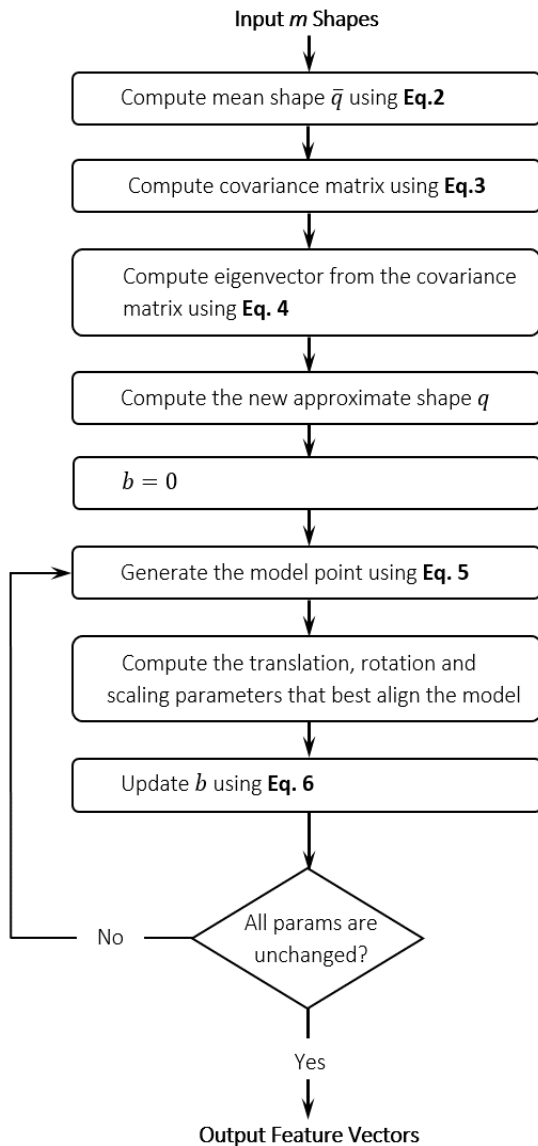 Input m Shapes
Compute mean shape q̄ using Eq.2
Compute covariance matrix using Eq.3
Compute eigenvector from the covariance
matrix using Eq. 4
Compute the new approximate shape q
b = 0
Generate the model point using Eq. 5
Compute the translation, rotation and
scaling parameters that best align the model
Update b using Eq. 6
All params are
unchanged?
No
Yes
Output Feature Vectors